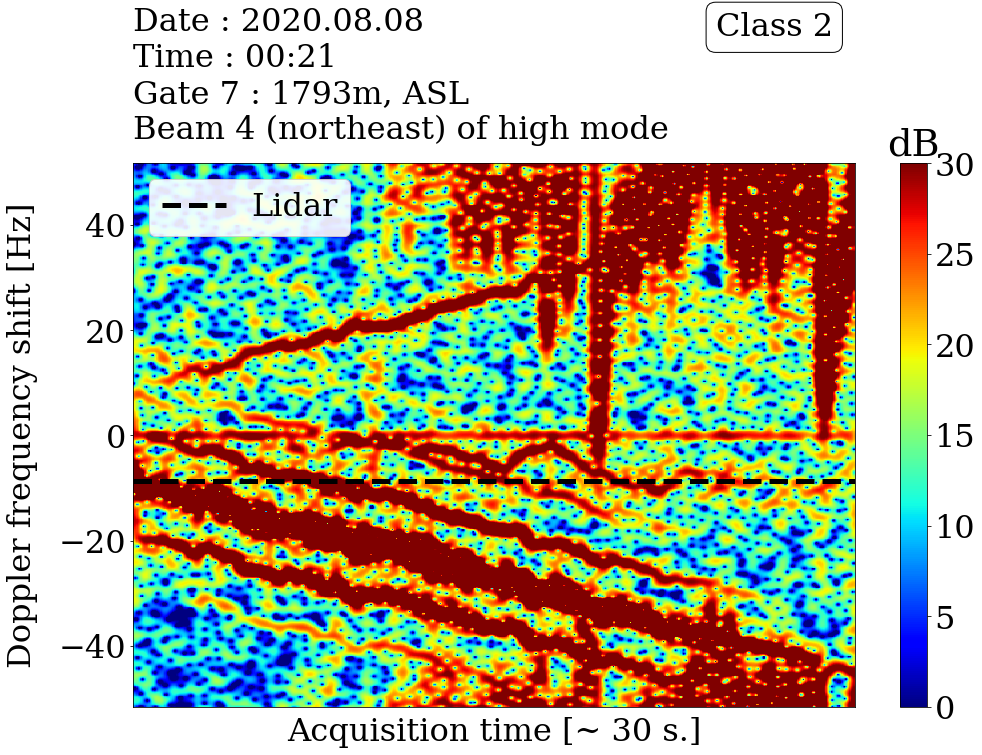 Date : 2020.08.08
Time : 00:21
Gate 7 : 1793m, ASL
Beam 4 (northeast) of high mode
Class 2
dB
Lidar
Doppler frequency shift [Hz]
40
20
0
−20
−40
30
25
20
15
10
5
0
Acquisition time [~ 30 s.]